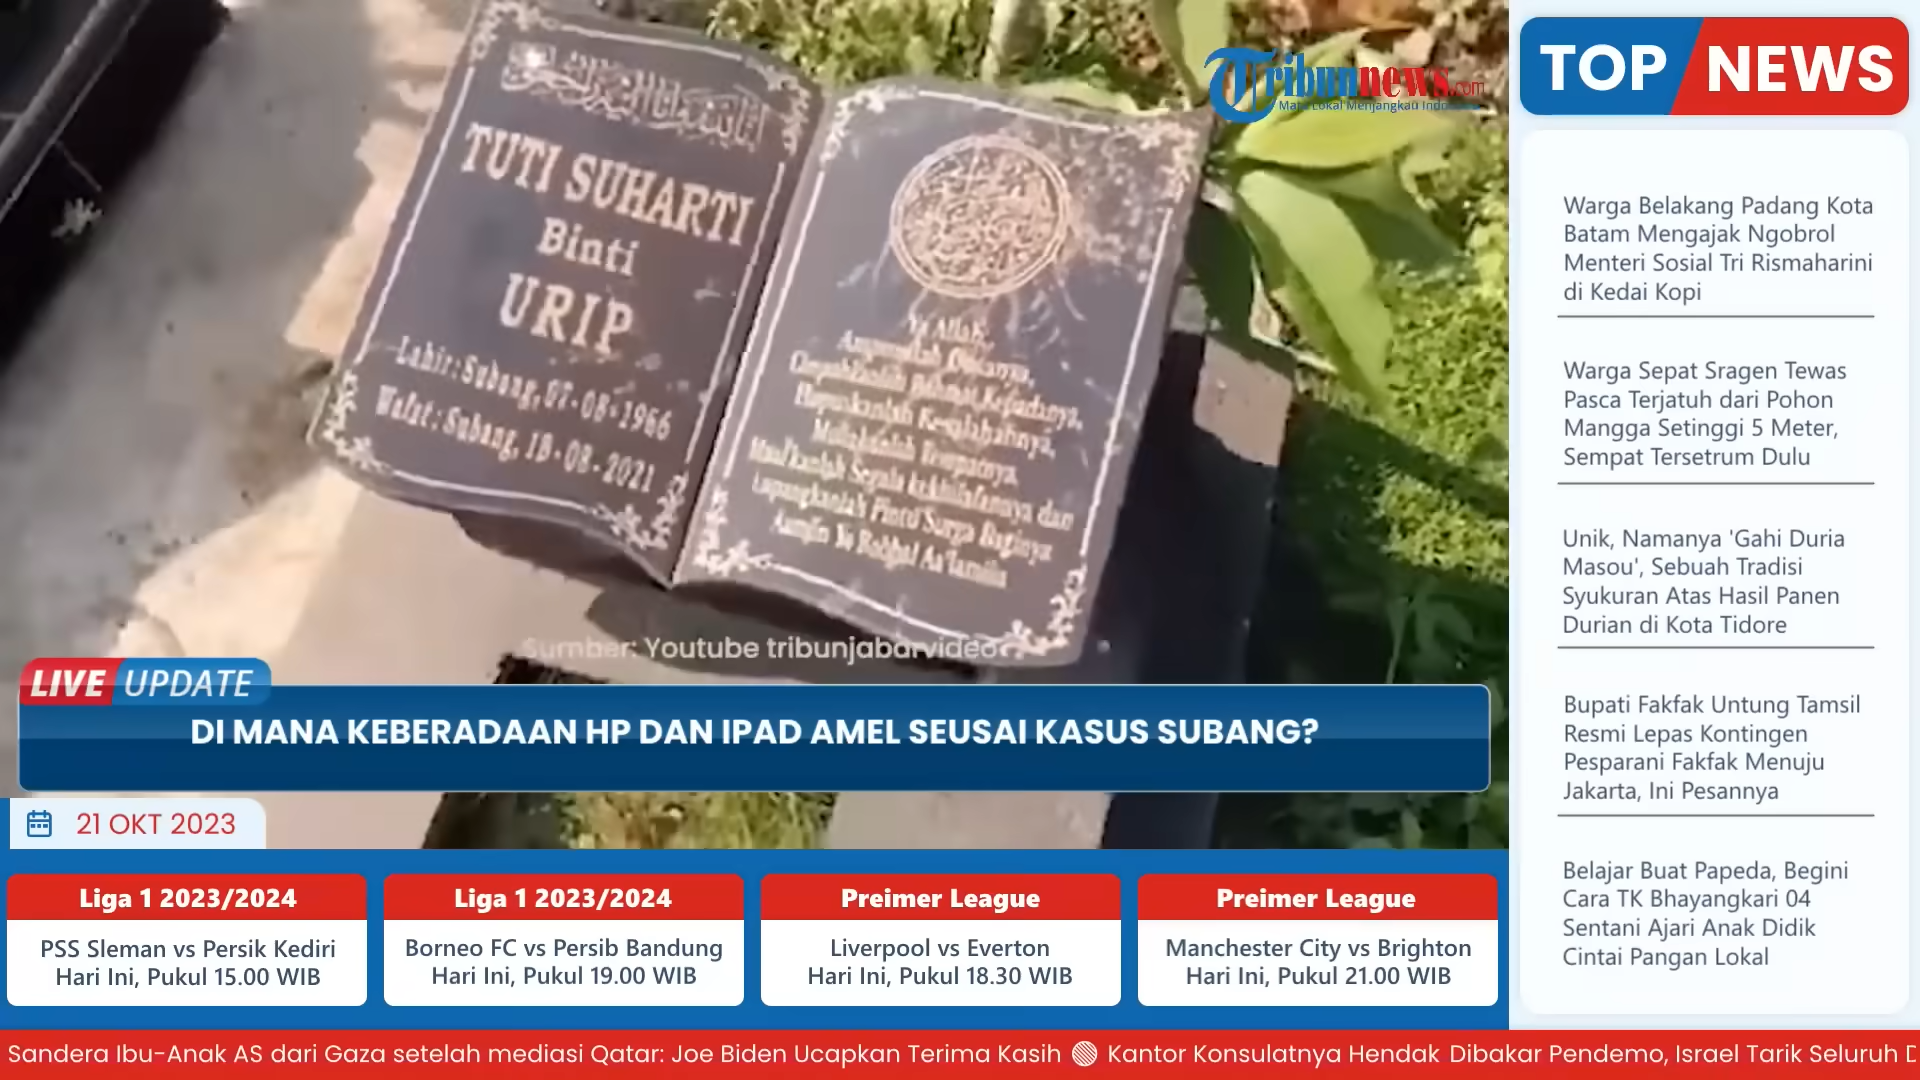 TUTI SUHARTI
Binti
URIP
Lahir : Subang, 07-08-1966
Wafat : Subang, 18-08-2021
Ya Allah,
Ampunilah Dosanya,
Hapuskanlah Kesalahahnya,
Muliakanlah Tempatnya,
Maafkanlah Segala kekhilafannya dan
Lapangkanlah Pintu Surga Baginya
Aamiin Ya Robbal Aa'lamiin
Tribunnews.com
Mata Lokal Menjangkau Indonesia
Sumber: Youtube tribunjabarvideo
LIVE UPDATE
DI MANA KEBERADAAN HP DAN IPAD AMEL SEUSAI KASUS SUBANG?
21 OKT 2023
Liga 1 2023/2024
PSS Sleman vs Persik Kediri
Hari Ini, Pukul 15.00 WIB
Liga 1 2023/2024
Borneo FC vs Persib Bandung
Hari Ini, Pukul 19.00 WIB
Preimer League
Liverpool vs Everton
Hari Ini, Pukul 18.30 WIB
Preimer League
Manchester City vs Brighton
Hari Ini, Pukul 21.00 WIB
TOP NEWS
Warga Belakang Padang Kota
Batam Mengajak Ngobrol
Menteri Sosial Tri Rismaharini
di Kedai Kopi
Warga Sepat Sragen Tewas
Pasca Terjatuh dari Pohon
Mangga Setinggi 5 Meter,
Sempat Tersetrum Dulu
Unik, Namanya 'Gahi Duria
Masou', Sebuah Tradisi
Syukuran Atas Hasil Panen
Durian di Kota Tidore
Bupati Fakfak Untung Tamsil
Resmi Lepas Kontingen
Pesparani Fakfak Menuju
Jakarta, Ini Pesannya
Belajar Buat Papeda, Begini
Cara TK Bhayangkari 04
Sentani Ajari Anak Didik
Cintai Pangan Lokal
Sandera Ibu-Anak AS dari Gaza setelah mediasi Qatar: Joe Biden Ucapkan Terima Kasih Kantor Konsulatnya Hendak Dibakar Pendemo, Israel Tarik Seluruh D